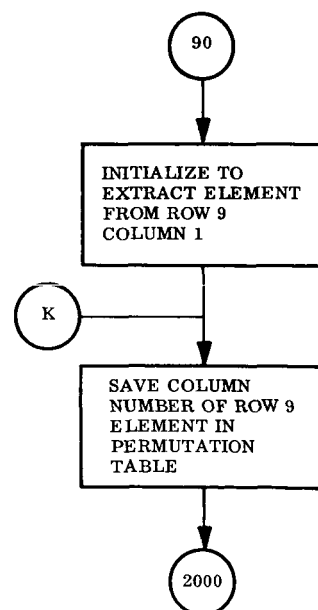 90
INITIALIZE TO
EXTRACT ELEMENT
FROM ROW 9
COLUMN 1
K
SAVE COLUMN
NUMBER OF ROW 9
ELEMENT IN
PERMUTATION
TABLE
2000